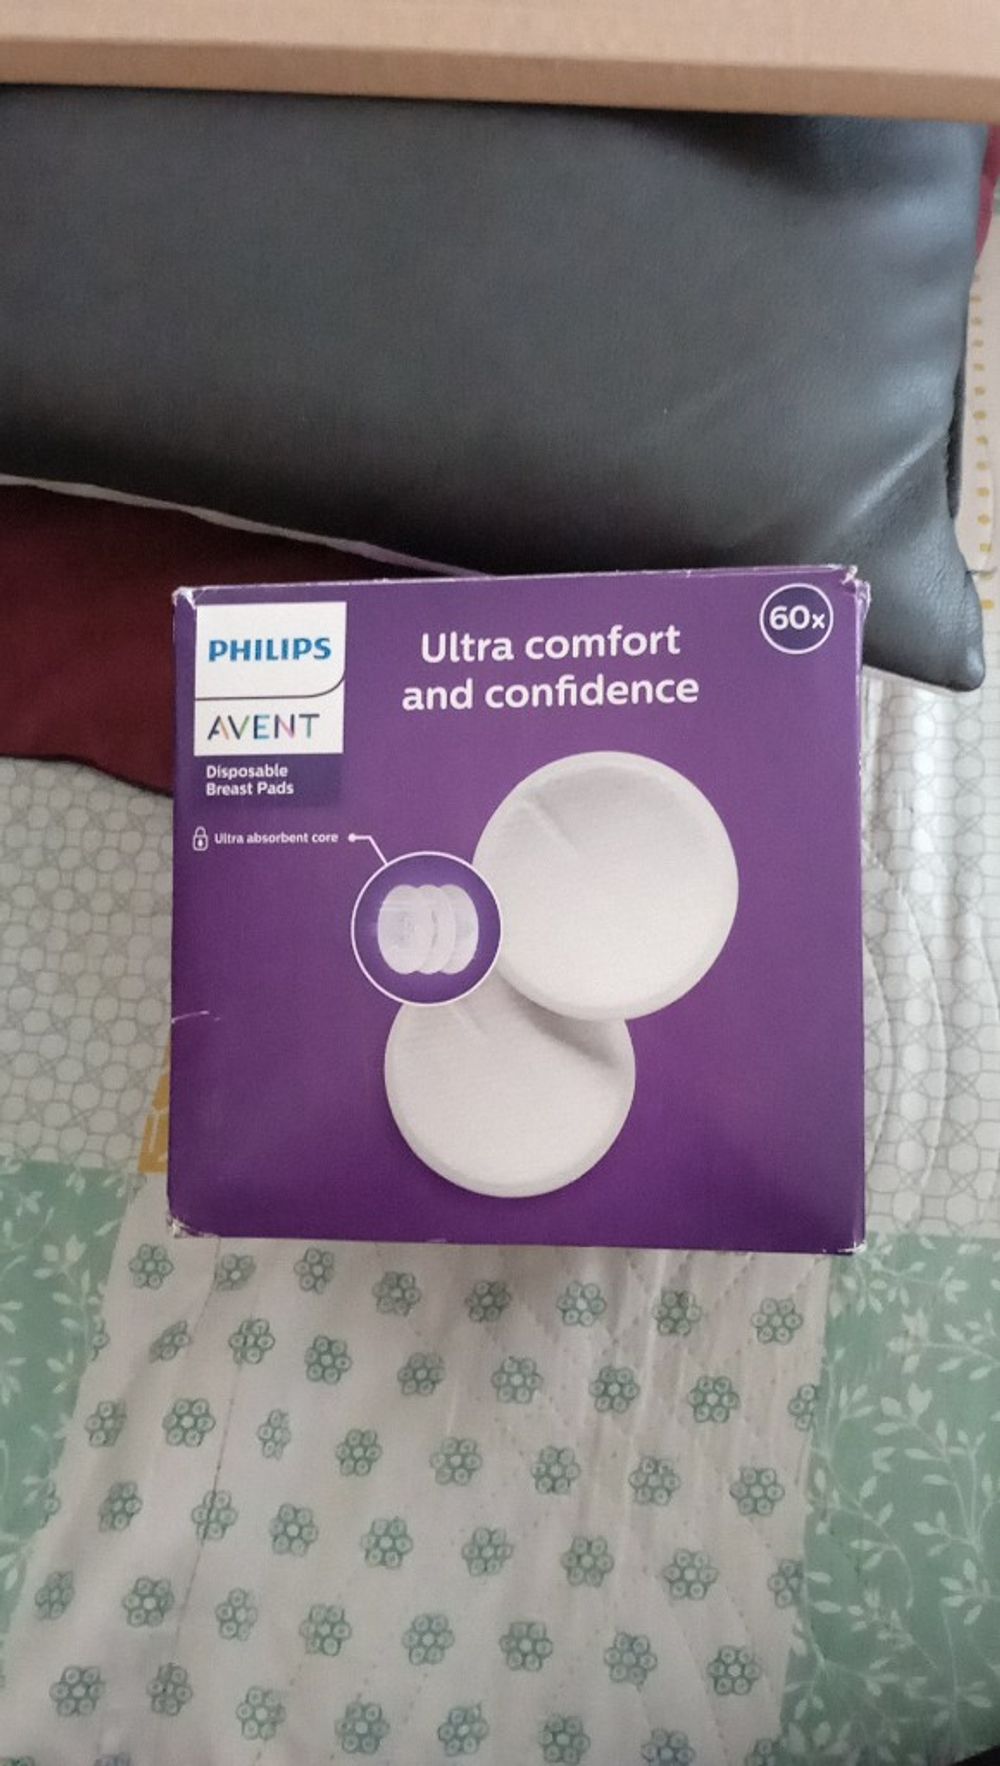 PHILIPS
AVENT
Disposable
Breast Pads
Ultra comfort
and confidence
60x
Ultra absorbent core